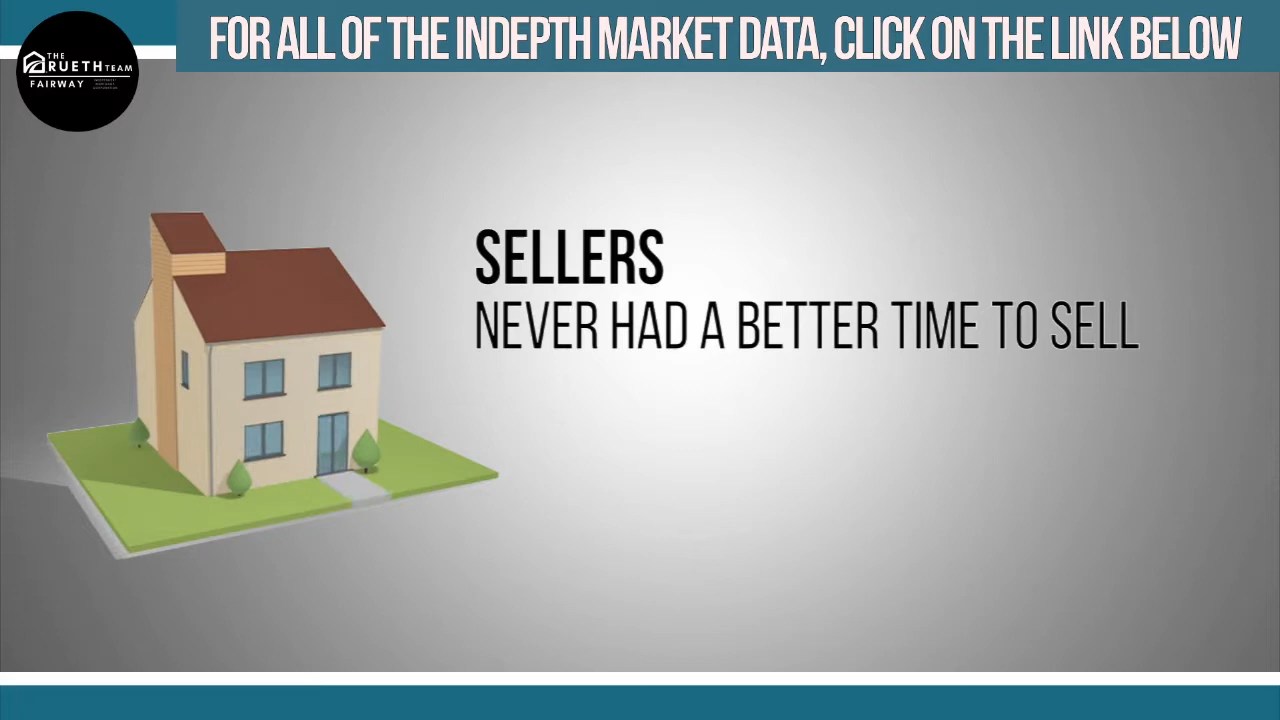 FOR ALL OF THE INDEPTH MARKET DATA, CLICK ON THE LINK BELOW
THE
RUETH TEAM
FAIRWAY
SELLERS
NEVER HAD A BETTER TIME TO SELL